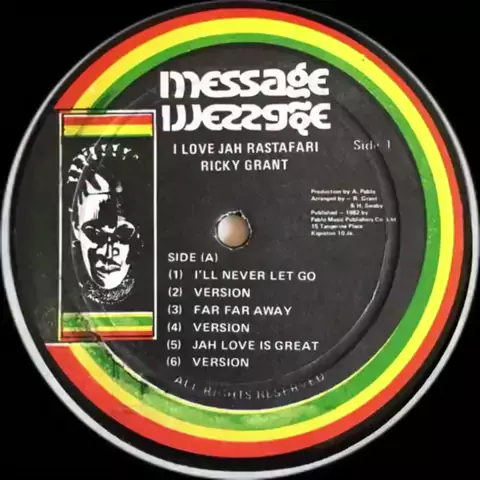 message
message
I LOVE JAH RASTAFARI
Side 1
RICKY GRANT
Production by A. Pablo
Arranged by – R. Grant
& H. Swaby
Published – 1982 by
Pablo Music Publishers Co. Ltd
15 Tangerine Place
Kingston 10 Ja.
SIDE (A)
(1) I'LL NEVER LET GO
(2) VERSION
(3) FAR FAR AWAY
(4) VERSION
(5) JAH LOVE IS GREAT
(6) VERSION
ALL RIGHTS RESERVED